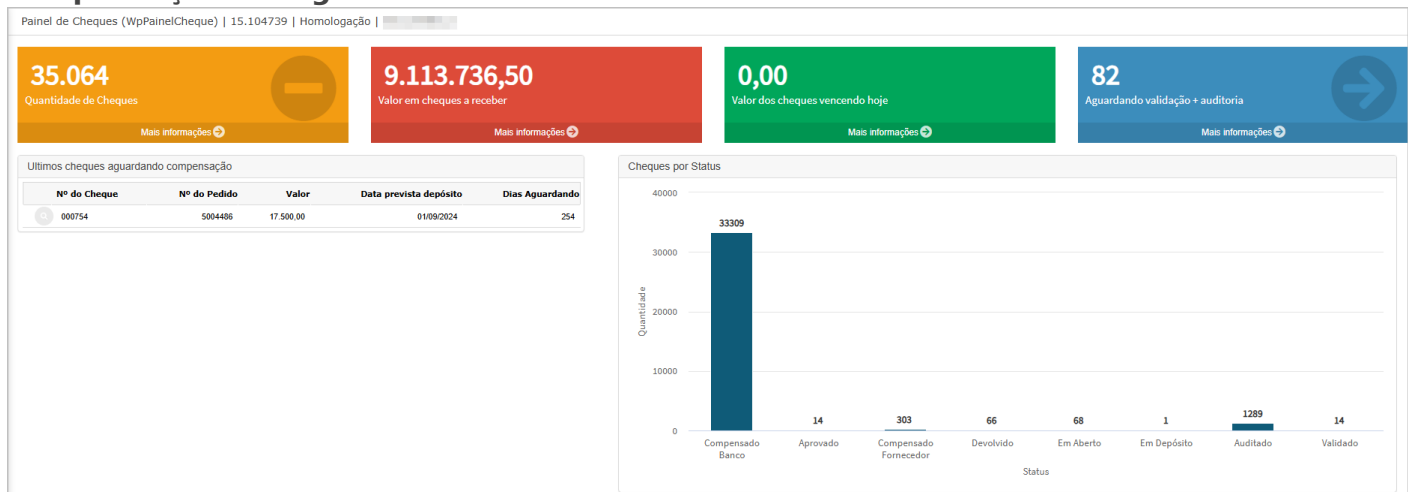 Painel de Cheques (WpPainelCheque) | 15.104739 | Homologação |
35.064
Quantidade de Cheques
Mais informações
9.113.736,50
Valor em cheques a receber
Mais informações
0,00
Valor dos cheques vencendo hoje
Mais informações
82
Aguardando validação + auditoria
Mais informações
Ultimos cheques aguardando compensação
Nº do Cheque Nº do Pedido Valor Data prevista depósito Dias Aguardando
000754 5004486 17.500,00 01/09/2024 254
Cheques por Status
40000
30000
20000
10000
0
Quantidade
33309 14 303 66 68 1 1289 14
Compensado Banco
Aprovado
Compensado Fornecedor
Devolvido
Em Aberto
Em Depósito
Auditado
Validado
Status